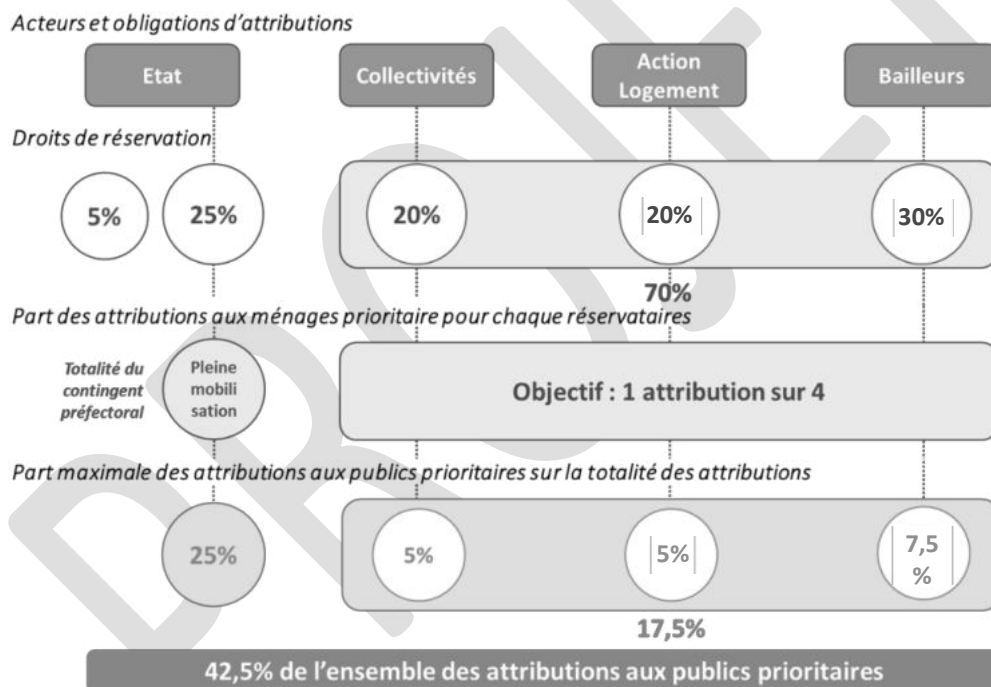 Acteurs et obligations d'attributions
Etat
Collectivités
Action
Logement
Bailleurs
Droits de réservation
5%
25%
20%
20%
30%
70%
Part des attributions aux ménages prioritaire pour chaque réservataires
Totalité du
contingent
préfectoral
Pleine
mobili
sation
Objectif : 1 attribution sur 4
Part maximale des attributions aux publics prioritaires sur la totalité des attributions
25%
5%
5%
7,5
%
17,5%
42,5% de l'ensemble des attributions aux publics prioritaires